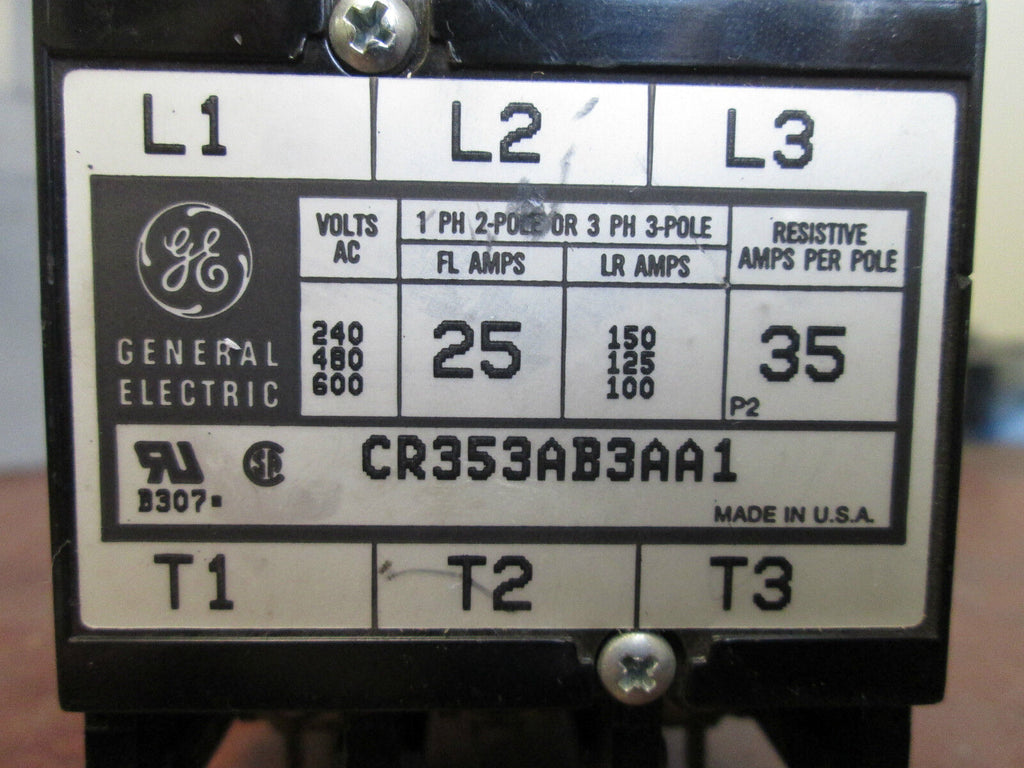 L1 L2 L3
GE
GENERAL
ELECTRIC
VOLTS
AC
1 PH 2-POLE OR 3 PH 3-POLE
FL AMPS LR AMPS
RESISTIVE
AMPS PER POLE
240
480
600
25
150
125
100
35
P2
RU SA
B307
CR353AB3AA1
MADE IN U.S.A.
T1 T2 T3